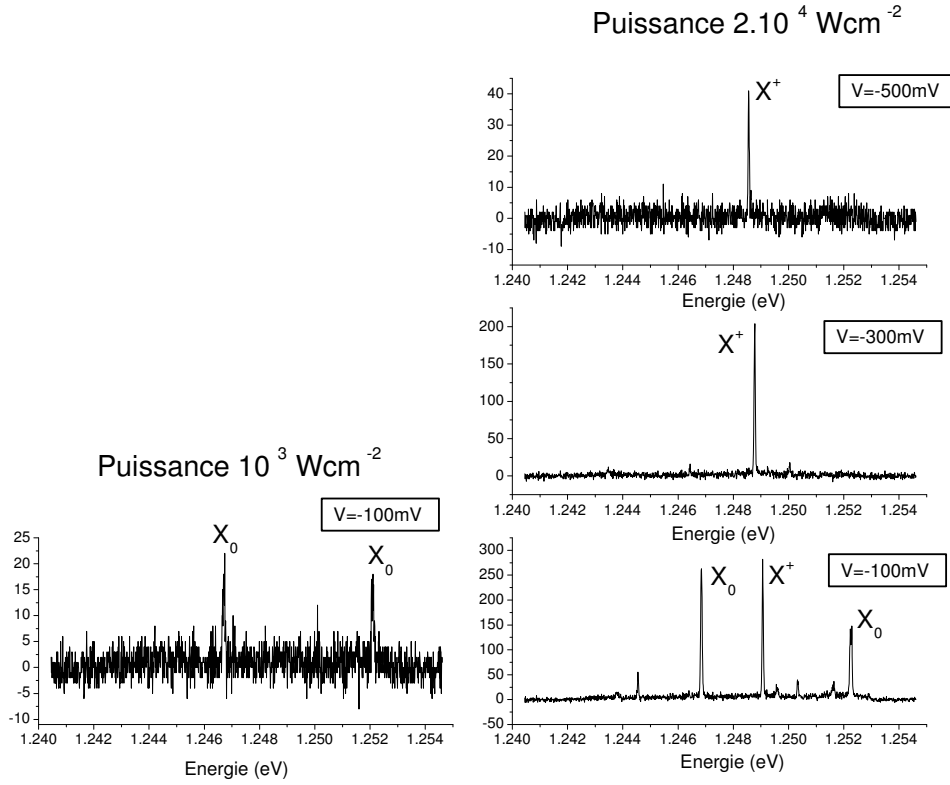 Puissance 2.10 4 Wcm -2
X+
V=-500mV
40
30
20
10
0
-10
1.240 1.242 1.244 1.246 1.248 1.250 1.252 1.254
Energie (eV)
X+
V=-300mV
200
150
100
50
0
1.240 1.242 1.244 1.246 1.248 1.250 1.252 1.254
Energie (eV)
Puissance 10 3 Wcm -2
V=-100mV
X0
X0
25
20
15
10
5
0
-5
-10
1.240 1.242 1.244 1.246 1.248 1.250 1.252 1.254
Energie (eV)
V=-100mV
X0
X+
X0
300
250
200
150
100
50
0
-50
1.240 1.242 1.244 1.246 1.248 1.250 1.252 1.254
Energie (eV)